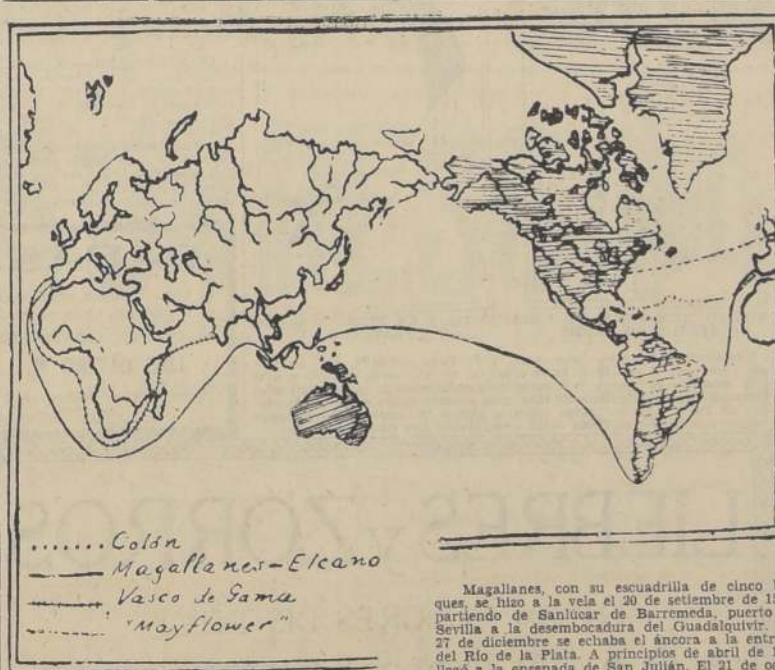 Colón
Magallanes-Elcano
Vasco de Gama
"Mayflower"
Magallanes, con su escuadrilla de cinco
ques, se hizo a la vela el 20 de setiembre de 15
partiendo de Sanlúcar de Barremeda, puerto
Sevilla a la desembocadura del Guadalquivir.
27 de diciembre se echaba el áncora a la entr
del Río de la Plata. A principios de abril de
llegó a la ensenada de San Julián. El 21 de
LIEBRES Y ZORROS